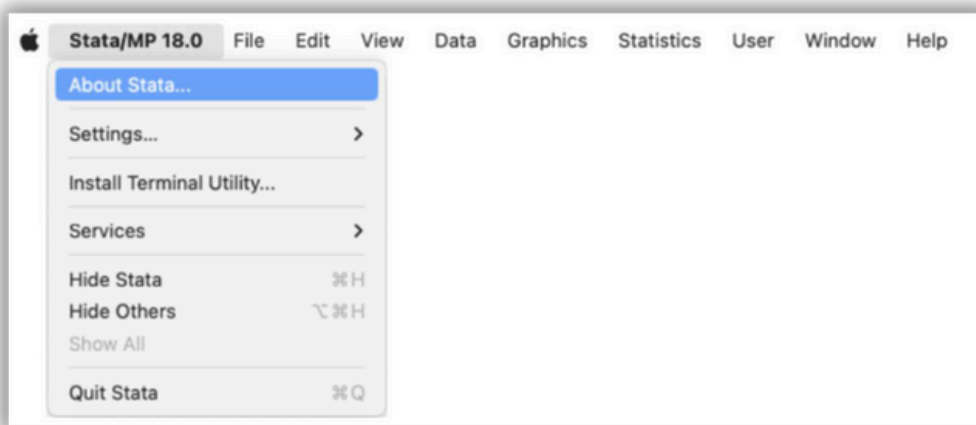 Stata/MP 18.0 File Edit View Data Graphics Statistics User Window Help
About Stata...
Settings...
Install Terminal Utility...
Services
Hide Stata ⌘H
Hide Others ⌥⌘H
Show All
Quit Stata ⌘Q